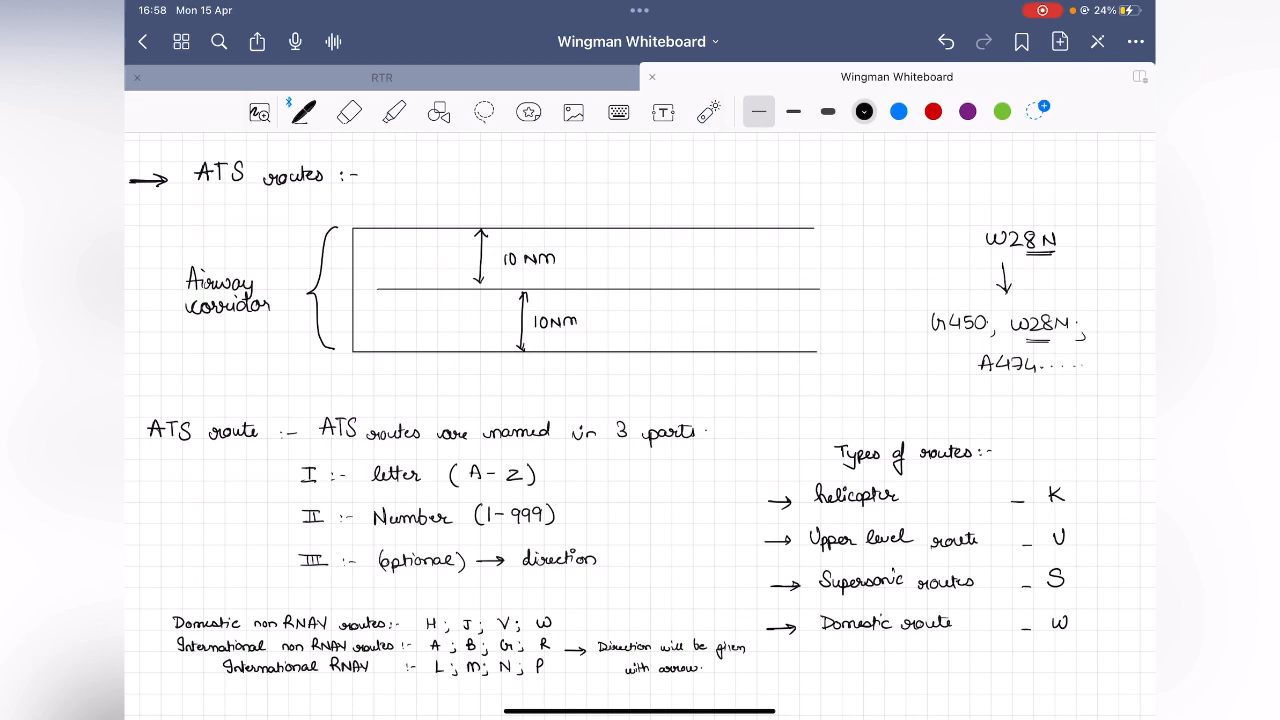 16:58 Mon 15 Apr
24%
Wingman Whiteboard
RTR
Wingman Whiteboard
→ ATS routes :-
Airway
corridor
10 NM
10NM
W28N
G450; W28N;
A474.....
ATS route :- ATS routes are named in 3 parts.
I :- letter (A-Z)
II :- Number (1-999)
III :- (optional) → direction
Types of routes:-
→ helicopter - K
→ Upper level route - U
→ Supersonic routes - S
→ Domestic route - W
Domestic non RNAV routes:- H; J; V; W
International non RNAV routes:- A; B; G; R → Direction will be given
with arrow.
International RNAV :- L; M; N; P